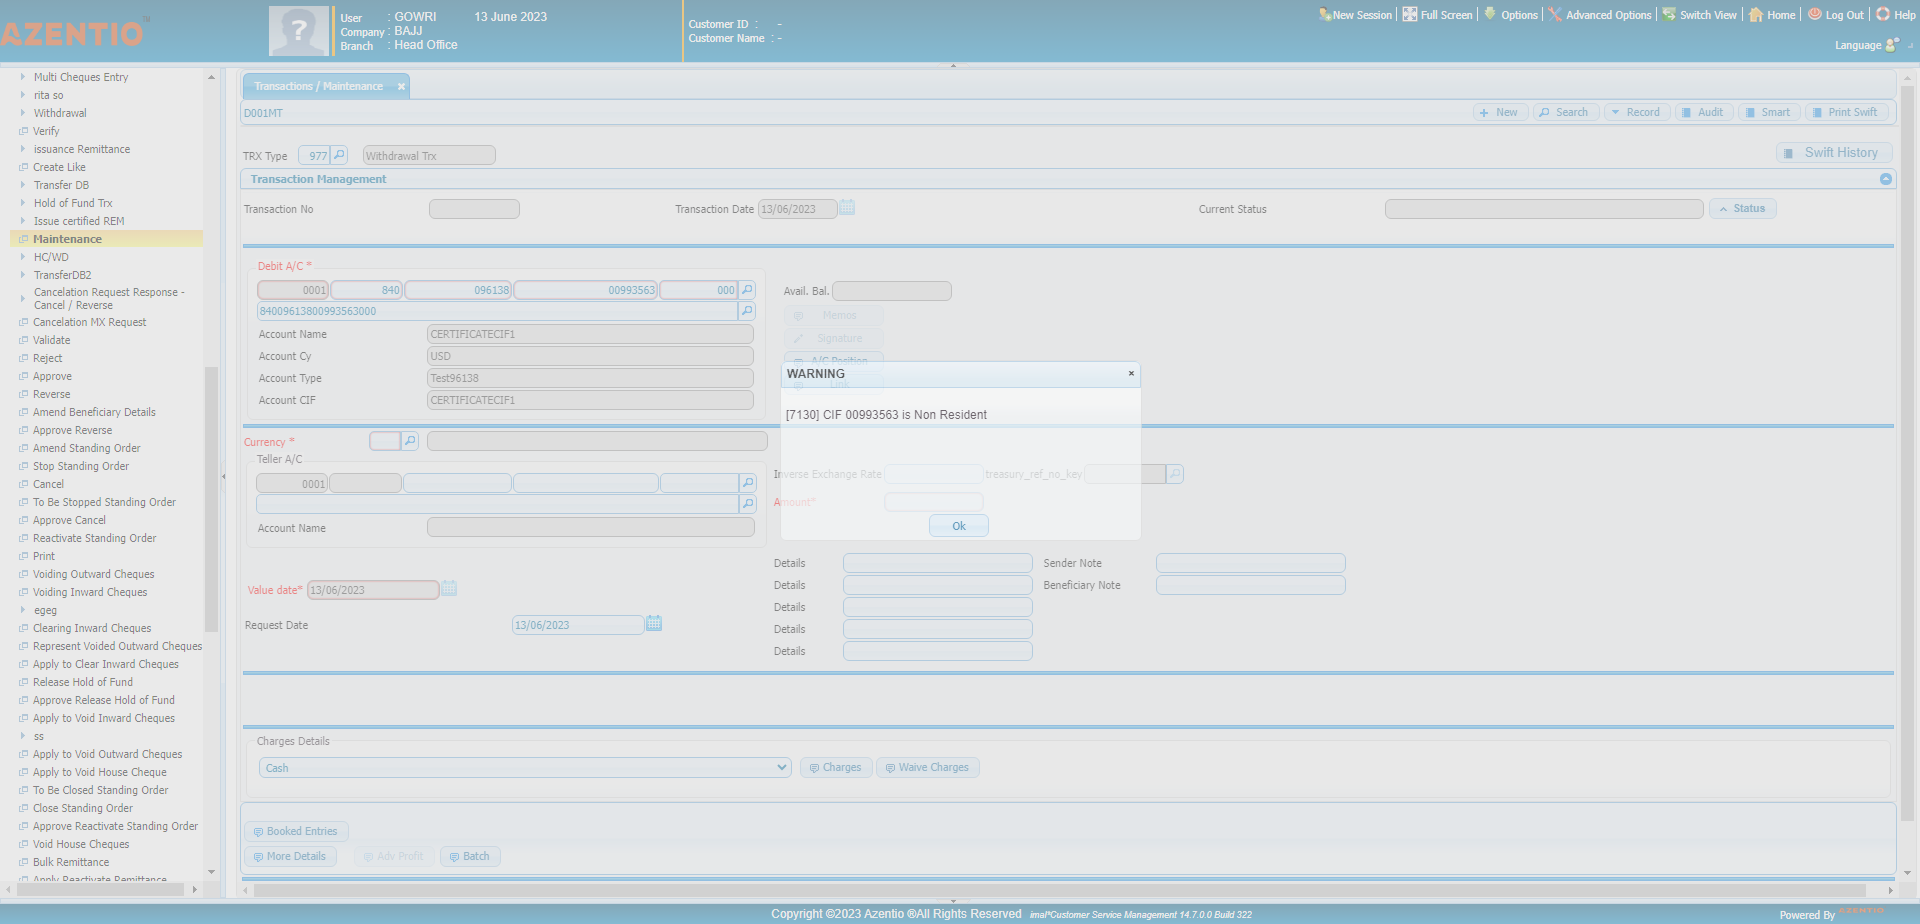 AZENTIO
User : GOWRI 13 June 2023
Company : BAJJ
Branch : Head Office
Customer ID : -
Customer Name : -
New Session Full Screen Options Advanced Options Switch View Home Log Out Help
Language
Multi Cheques Entry
rita so
Withdrawal
Verify
issuance Remittance
Create Like
Transfer DB
Hold of Fund Trx
Issue certified REM
Maintenance
HC/WD
TransferDB2
Cancelation Request Response -
Cancel / Reverse
Cancelation MX Request
Validate
Reject
Approve
Reverse
Amend Beneficiary Details
Approve Reverse
Amend Standing Order
Stop Standing Order
Cancel
To Be Stopped Standing Order
Approve Cancel
Reactivate Standing Order
Print
Voiding Outward Cheques
Voiding Inward Cheques
egeg
Clearing Inward Cheques
Represent Voided Outward Cheques
Apply to Clear Inward Cheques
Release Hold of Fund
Approve Release Hold of Fund
Apply to Void Inward Cheques
ss
Apply to Void Outward Cheques
Apply to Void House Cheque
To Be Closed Standing Order
Close Standing Order
Approve Reactivate Standing Order
Void House Cheques
Bulk Remittance
Apply Reactivate Remittance
Transactions / Maintenance
D001MT
New Search Record Audit Smart Print Swift
TRX Type 977 Withdrawal Trx
Swift History
Transaction Management
Transaction No
Transaction Date 13/06/2023
Current Status
Status
Debit A/C *
0001 840 096138 00993563 000
84009613800993563000
Account Name CERTIFICATECIF1
Account Cy USD
Account Type Test96138
Account CIF CERTIFICATECIF1
Avail. Bal.
Memos
Signature
A/C Position
Link
WARNING
[7130] CIF 00993563 is Non Resident
Ok
Currency *
Teller A/C
0001
Account Name
Inverse Exchange Rate treasury_ref_no_key
Amount*
Value date* 13/06/2023
Request Date 13/06/2023
Details Sender Note
Details Beneficiary Note
Details
Details
Details
Charges Details
Cash
Charges
Waive Charges
Booked Entries
More Details Adv Profit Batch
Copyright ©2023 Azentio ®All Rights Reserved imal*Customer Service Management 14.7.0.0 Build 322
Powered By AZENTIO